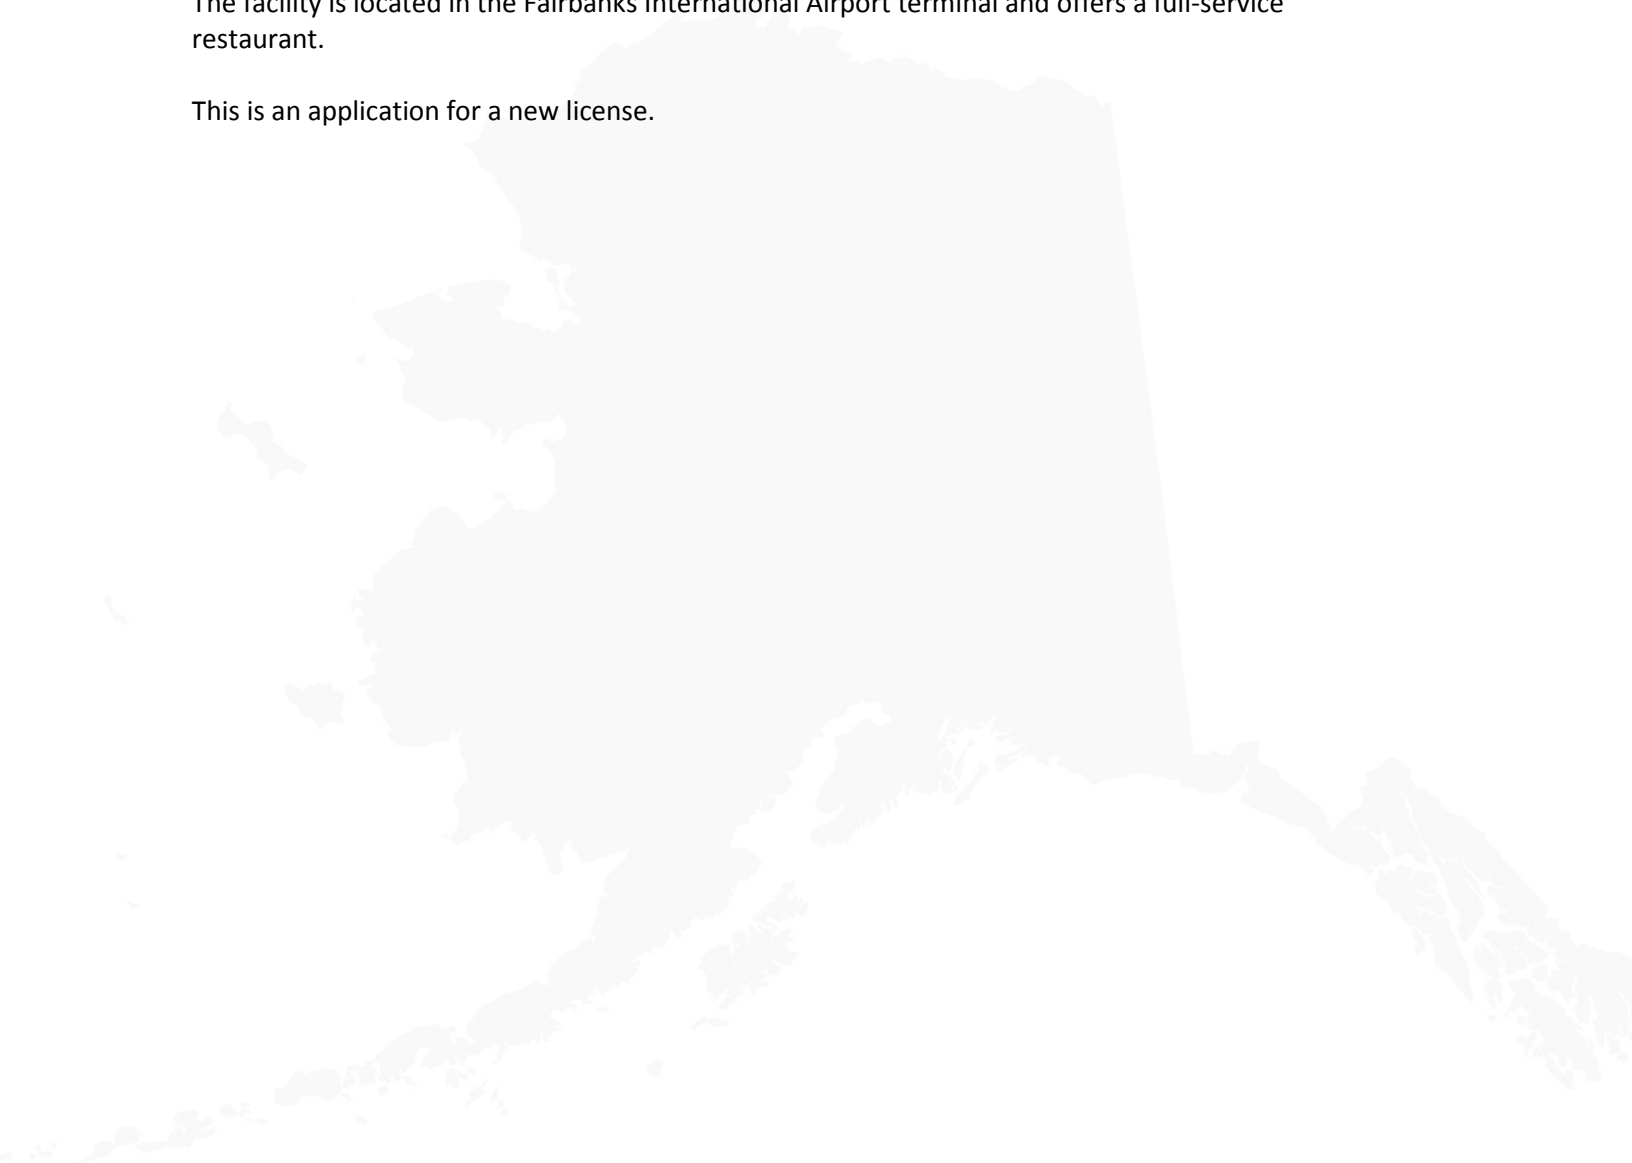 The facility is located in the Fairbanks International Airport terminal and offers a full-service
restaurant.
This is an application for a new license.